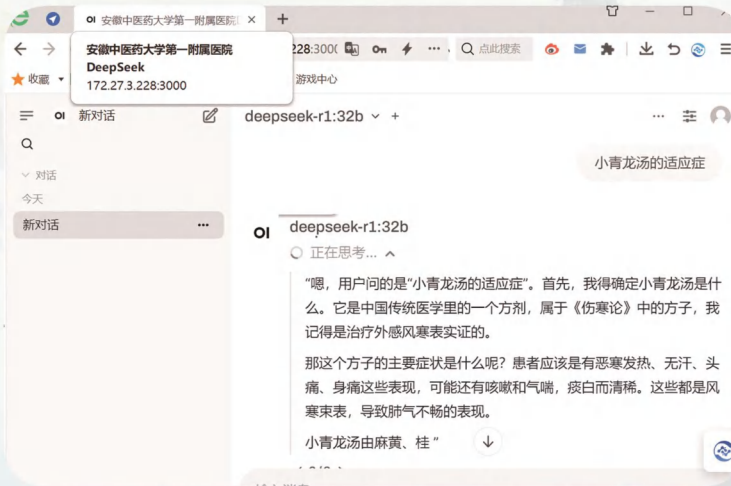 OI 安徽中医药大学第一附属医院
安徽中医药大学第一附属医院
DeepSeek
172.27.3.228:3000
228:300(
点此搜索
收藏
游戏中心
OI 新对话
deepseek-r1:32b
对话
今天
新对话
小青龙汤的适应症
OI deepseek-r1:32b
正在思考...
"嗯，用户问的是“小青龙汤的适应症”。首先，我得确定小青龙汤是什
么。它是中国传统医学里的一个方剂，属于《伤寒论》中的方子，我
记得是治疗外感风寒表实证的。
那这个方子的主要症状是什么呢？患者应该是有恶寒发热、无汗、头
痛、身痛这些表现，可能还有咳嗽和气喘，痰白而清稀。这些都是风
寒束表，导致肺气不畅的表现。
小青龙汤由麻黄、桂 “